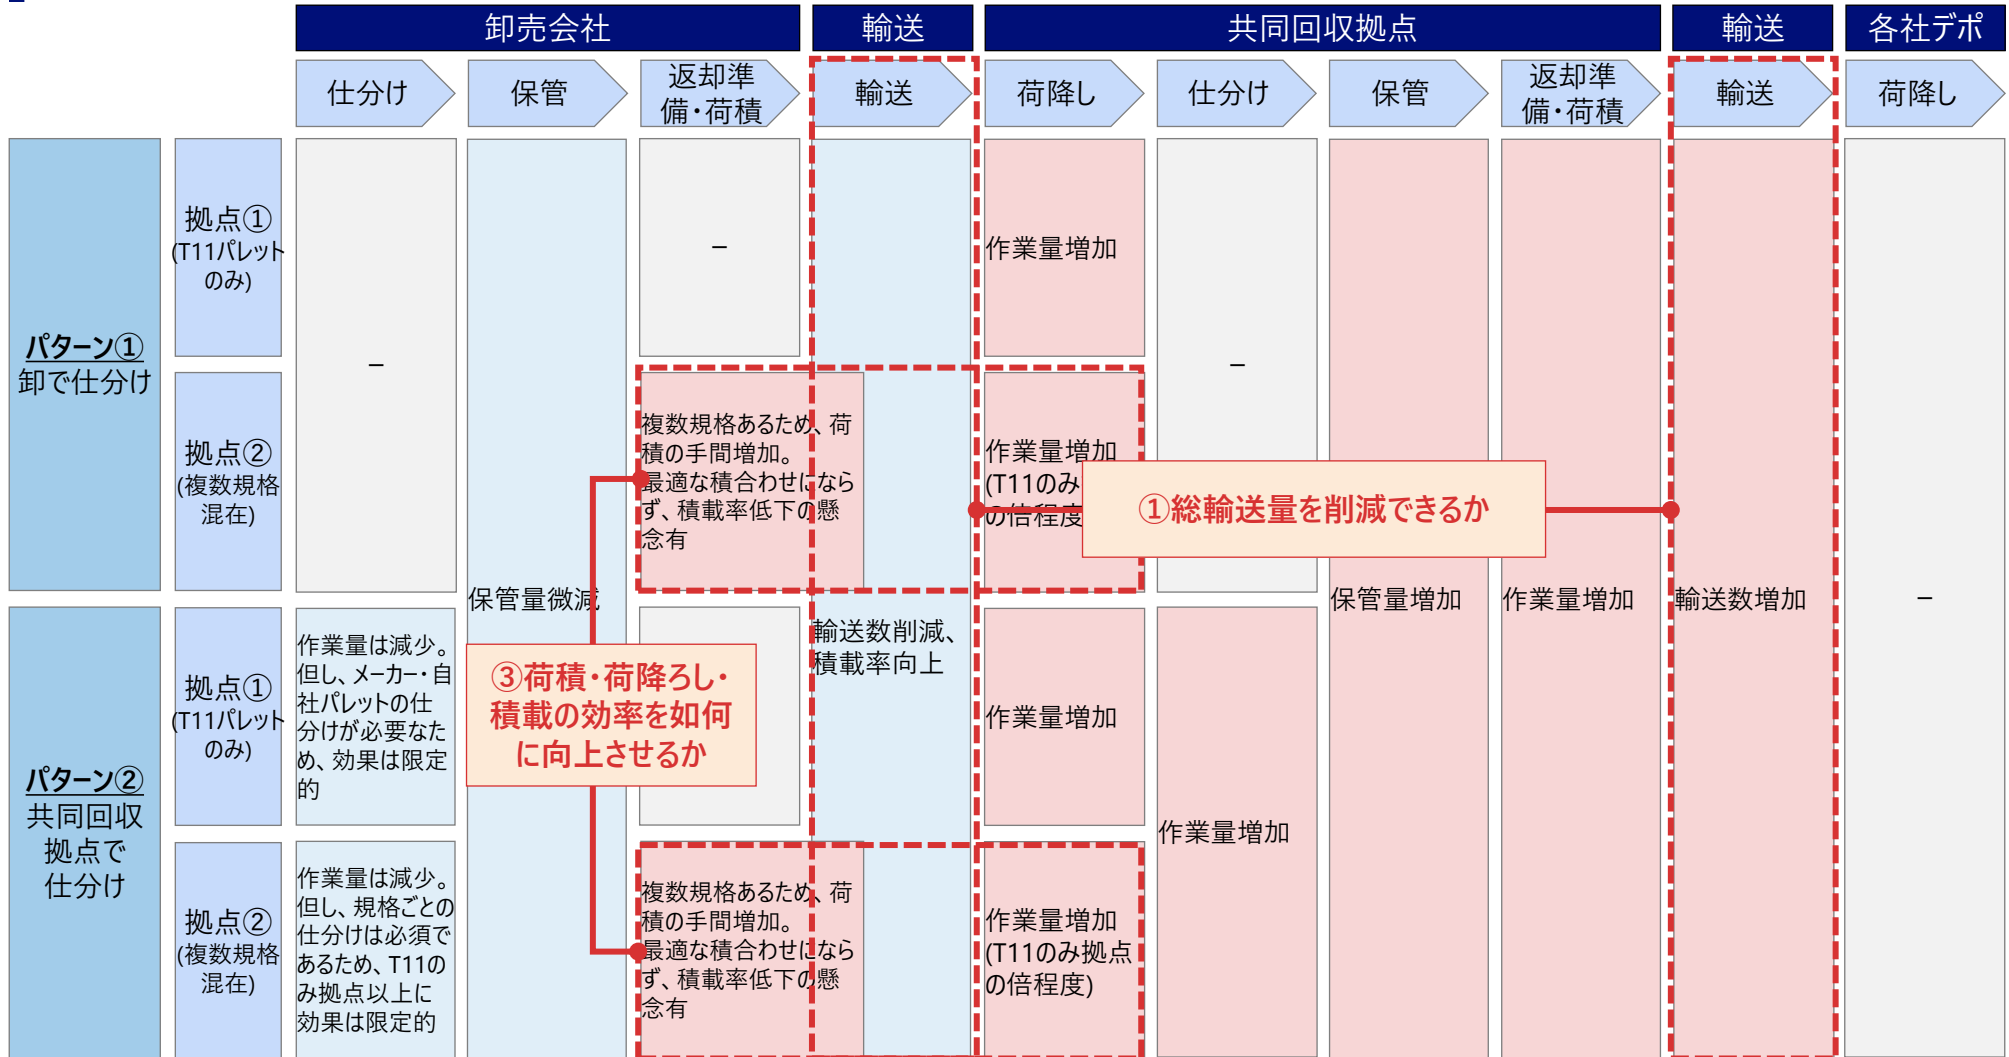 卸売会社
輸送
共同回収拠点
輸送
各社デポ
仕分け
保管
返却準
備・荷積
輸送
荷降し
仕分け
保管
返却準
備・荷積
輸送
荷降し
パターン①
卸で仕分け
拠点①
(T11パレット
のみ)
－
－
作業量増加
－
拠点②
(複数規格
混在)
複数規格あるため、荷
積の手間増加。
最適な積合わせになら
ず、積載率低下の懸
念有
作業量増加
(T11のみ
の倍程度
①総輸送量を削減できるか
保管量微減
輸送数削減、
積載率向上
保管量増加
作業量増加
輸送数増加
－
パターン②
共同回収
拠点で
仕分け
拠点①
(T11パレット
のみ)
作業量は減少。
但し、メーカー・自
社パレットの仕
分けが必要なた
め、効果は限定
的
③荷積・荷降ろし・
積載の効率を如何
に向上させるか
作業量増加
作業量増加
拠点②
(複数規格
混在)
作業量は減少。
但し、規格ごとの
仕分けは必須で
あるため、T11の
み拠点以上に
効果は限定的
複数規格あるため、荷
積の手間増加。
最適な積合わせになら
ず、積載率低下の懸
念有
作業量増加
(T11のみ拠点
の倍程度)